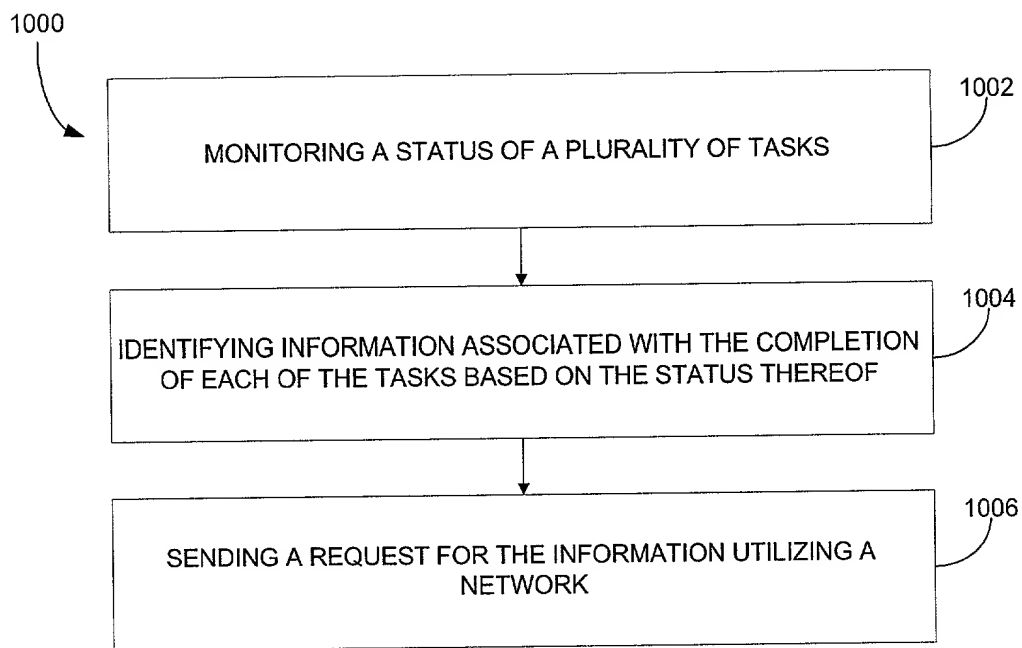 1000
1002
MONITORING A STATUS OF A PLURALITY OF TASKS
1004
IDENTIFYING INFORMATION ASSOCIATED WITH THE COMPLETION
OF EACH OF THE TASKS BASED ON THE STATUS THEREOF
1006
SENDING A REQUEST FOR THE INFORMATION UTILIZING A
NETWORK